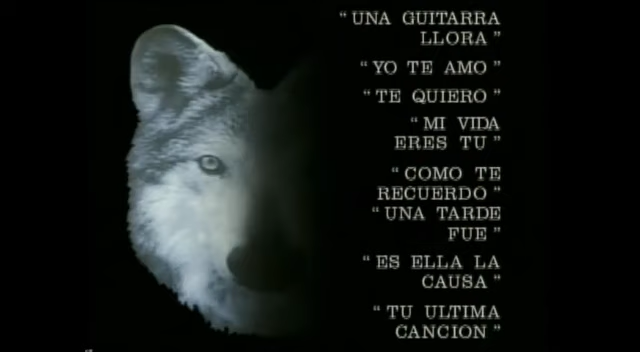 “ UNA GUITARRA
LLORA ”
“ YO TE AMO ”
“ TE QUIERO ”
“ MI VIDA
ERES TU ”
“ COMO TE
RECUERDO ”
“ UNA TARDE
FUE ”
“ ES ELLA LA
CAUSA ”
“ TU ULTIMA
CANCION ”